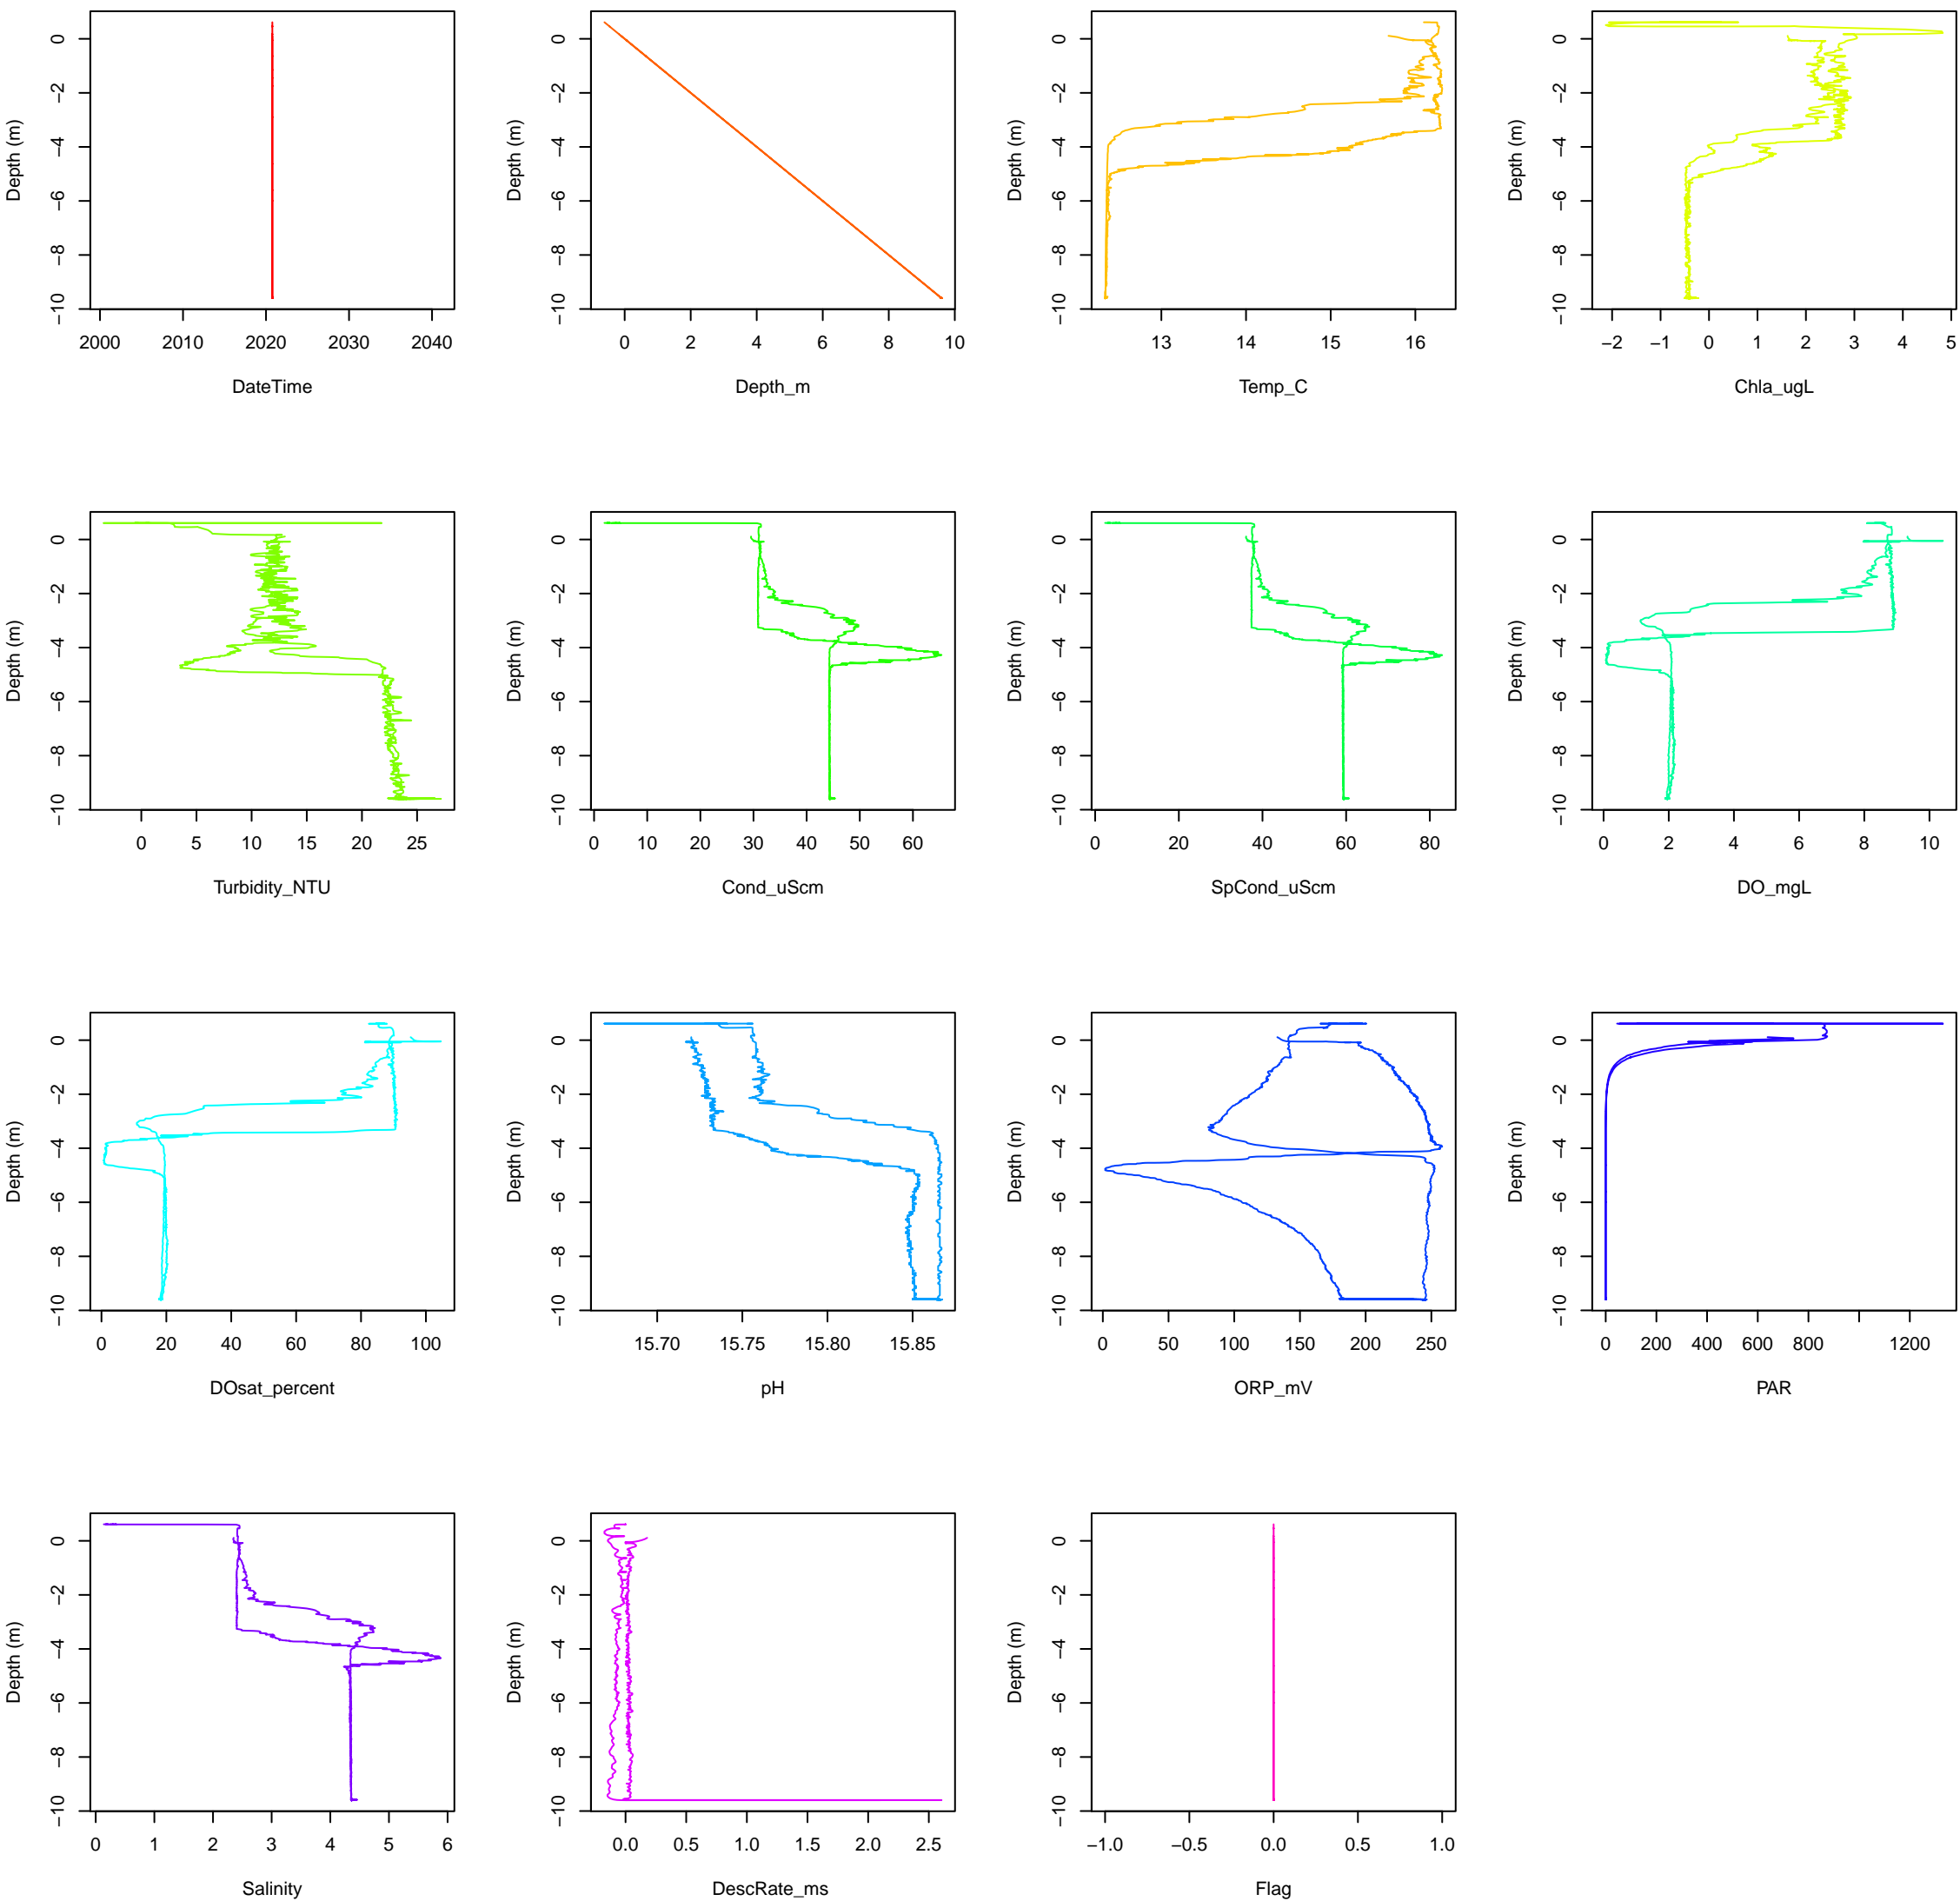 0
−2
−4
−6
−8
−10
Depth (m)
2000 2010 2020 2030 2040
DateTime
0
−2
−4
−6
−8
−10
Depth (m)
0 2 4 6 8 10
Depth_m
0
−2
−4
−6
−8
−10
Depth (m)
13 14 15 16
Temp_C
0
−2
−4
−6
−8
−10
Depth (m)
−2 −1 0 1 2 3 4 5
Chla_ugL
0
−2
−4
−6
−8
−10
Depth (m)
0 5 10 15 20 25
Turbidity_NTU
0
−2
−4
−6
−8
−10
Depth (m)
0 10 20 30 40 50 60
Cond_uScm
0
−2
−4
−6
−8
−10
Depth (m)
0 20 40 60 80
SpCond_uScm
0
−2
−4
−6
−8
−10
Depth (m)
0 2 4 6 8 10
DO_mgL
0
−2
−4
−6
−8
−10
Depth (m)
0 20 40 60 80 100
DOsat_percent
0
−2
−4
−6
−8
−10
Depth (m)
15.70 15.75 15.80 15.85
pH
0
−2
−4
−6
−8
−10
Depth (m)
0 50 100 150 200 250
ORP_mV
0
−2
−4
−6
−8
−10
Depth (m)
0 200 400 600 800 1200
PAR
0
−2
−4
−6
−8
−10
Depth (m)
0 1 2 3 4 5 6
Salinity
0
−2
−4
−6
−8
−10
Depth (m)
0.0 0.5 1.0 1.5 2.0 2.5
DescRate_ms
0
−2
−4
−6
−8
−10
Depth (m)
−1.0 −0.5 0.0 0.5 1.0
Flag